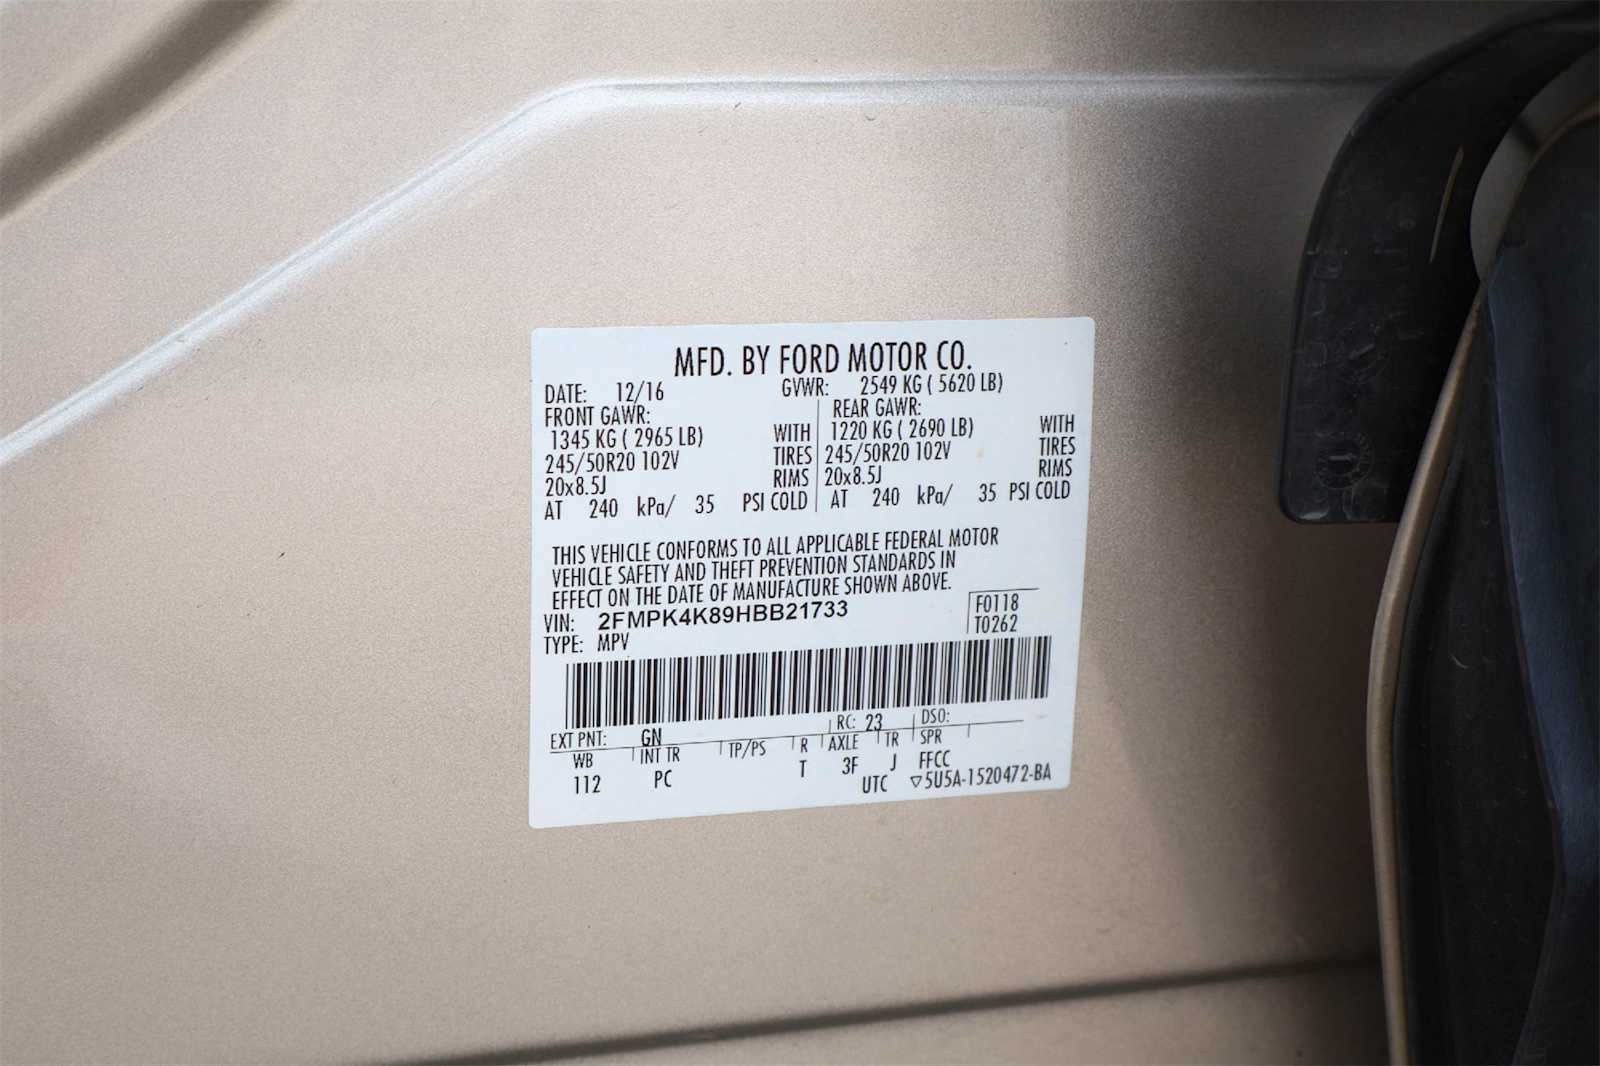 MFD. BY FORD MOTOR CO.
DATE: 12/16 GVWR: 2549 KG ( 5620 LB)
FRONT GAWR: REAR GAWR:
1345 KG ( 2965 LB) WITH 1220 KG ( 2690 LB) WITH
245/50R20 102V TIRES 245/50R20 102V TIRES
20x8.5J RIMS 20x8.5J RIMS
AT 240 kPa/ 35 PSI COLD AT 240 kPa/ 35 PSI COLD
THIS VEHICLE CONFORMS TO ALL APPLICABLE FEDERAL MOTOR
VEHICLE SAFETY AND THEFT PREVENTION STANDARDS IN
EFFECT ON THE DATE OF MANUFACTURE SHOWN ABOVE.
VIN: 2FMPK4K89HBB21733 F0118
TYPE: MPV T0262
EXT PNT: GN RC: 23 DSO:
WB INT TR TP/PS R AXLE TR SPR
112 PC T 3F J FFCC
UTC ▽5U5A-1520472-BA